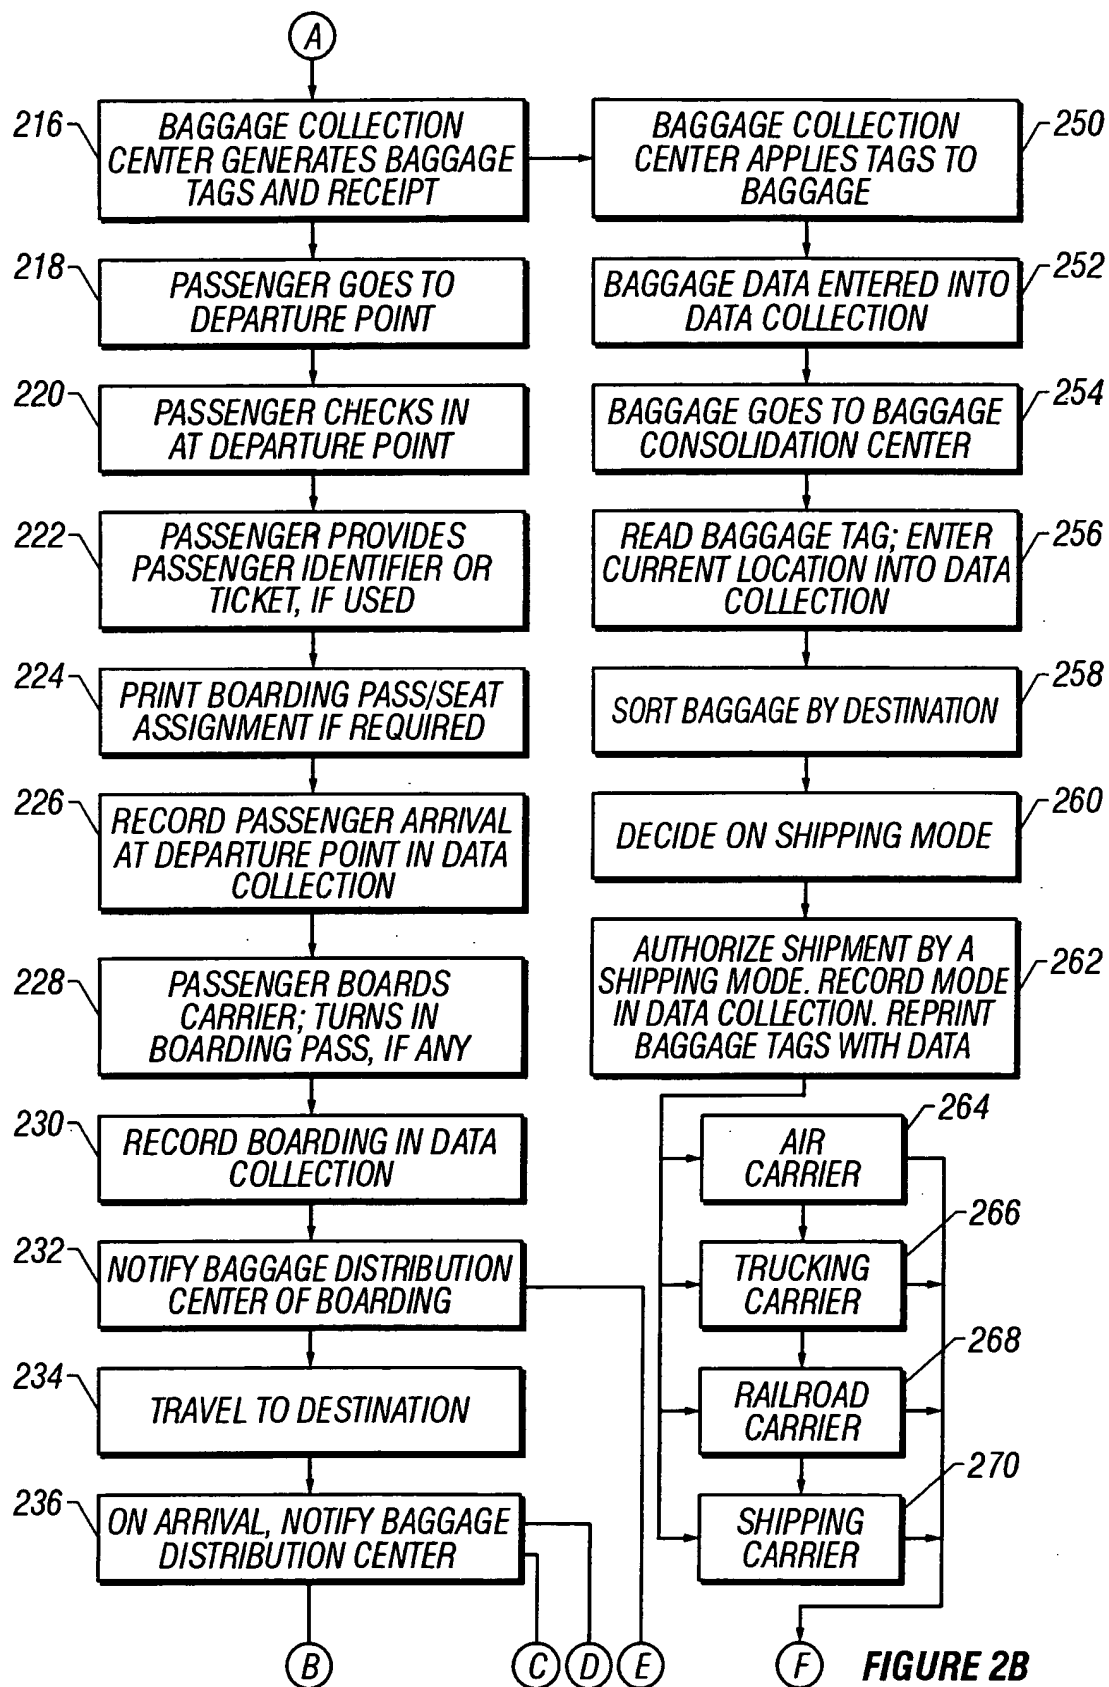 A
216
BAGGAGE COLLECTION
CENTER GENERATES BAGGAGE
TAGS AND RECEIPT
218
PASSENGER GOES TO
DEPARTURE POINT
220
PASSENGER CHECKS IN
AT DEPARTURE POINT
222
PASSENGER PROVIDES
PASSENGER IDENTIFIER OR
TICKET, IF USED
224
PRINT BOARDING PASS/SEAT
ASSIGNMENT IF REQUIRED
226
RECORD PASSENGER ARRIVAL
AT DEPARTURE POINT IN DATA
COLLECTION
228
PASSENGER BOARDS
CARRIER; TURNS IN
BOARDING PASS, IF ANY
230
RECORD BOARDING IN DATA
COLLECTION
232
NOTIFY BAGGAGE DISTRIBUTION
CENTER OF BOARDING
234
TRAVEL TO DESTINATION
236
ON ARRIVAL, NOTIFY BAGGAGE
DISTRIBUTION CENTER
250
BAGGAGE COLLECTION
CENTER APPLIES TAGS TO
BAGGAGE
252
BAGGAGE DATA ENTERED INTO
DATA COLLECTION
254
BAGGAGE GOES TO BAGGAGE
CONSOLIDATION CENTER
256
READ BAGGAGE TAG; ENTER
CURRENT LOCATION INTO DATA
COLLECTION
258
SORT BAGGAGE BY DESTINATION
260
DECIDE ON SHIPPING MODE
262
AUTHORIZE SHIPMENT BY A
SHIPPING MODE. RECORD MODE
IN DATA COLLECTION. REPRINT
BAGGAGE TAGS WITH DATA
264
AIR
CARRIER
266
TRUCKING
CARRIER
268
RAILROAD
CARRIER
270
SHIPPING
CARRIER
B
C
D
E
F
FIGURE 2B